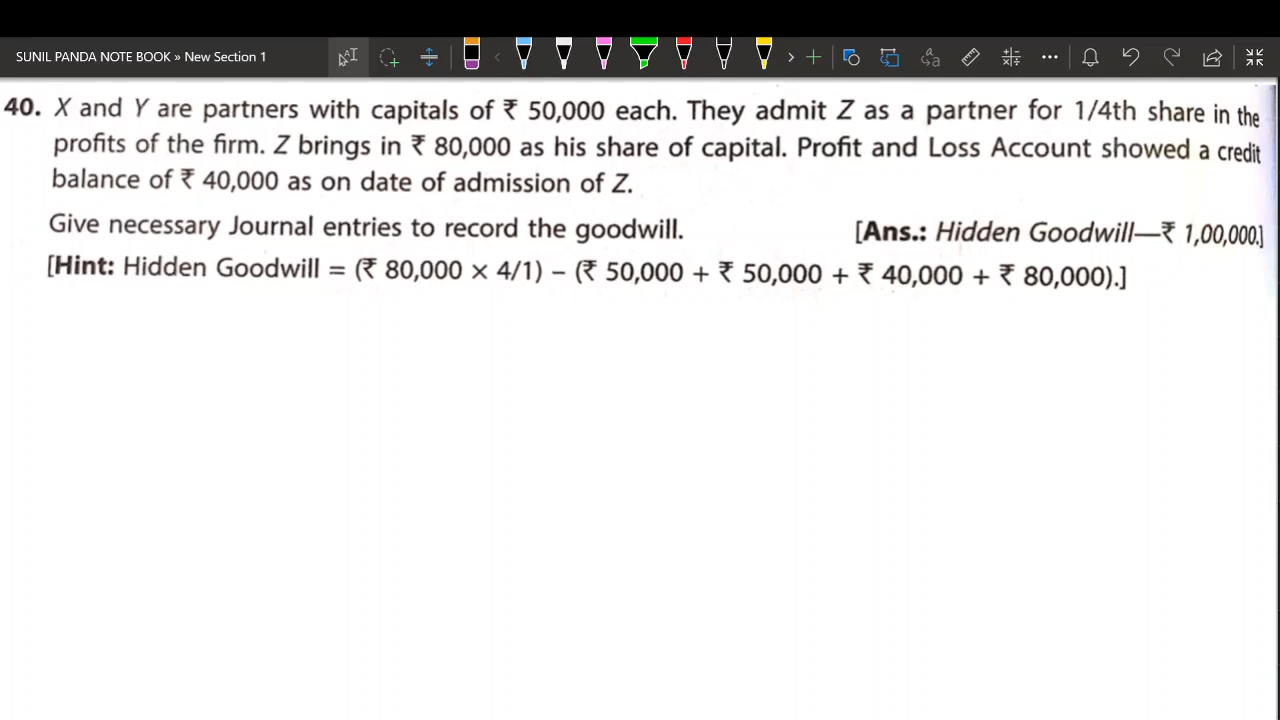 SUNIL PANDA NOTE BOOK » New Section 1
40. X and Y are partners with capitals of ₹ 50,000 each. They admit Z as a partner for 1/4th share in the
profits of the firm. Z brings in ₹ 80,000 as his share of capital. Profit and Loss Account showed a credit
balance of ₹ 40,000 as on date of admission of Z.
Give necessary Journal entries to record the goodwill. [Ans.: Hidden Goodwill—₹ 1,00,000.]
[Hint: Hidden Goodwill = (₹ 80,000 × 4/1) – (₹ 50,000 + ₹ 50,000 + ₹ 40,000 + ₹ 80,000).]